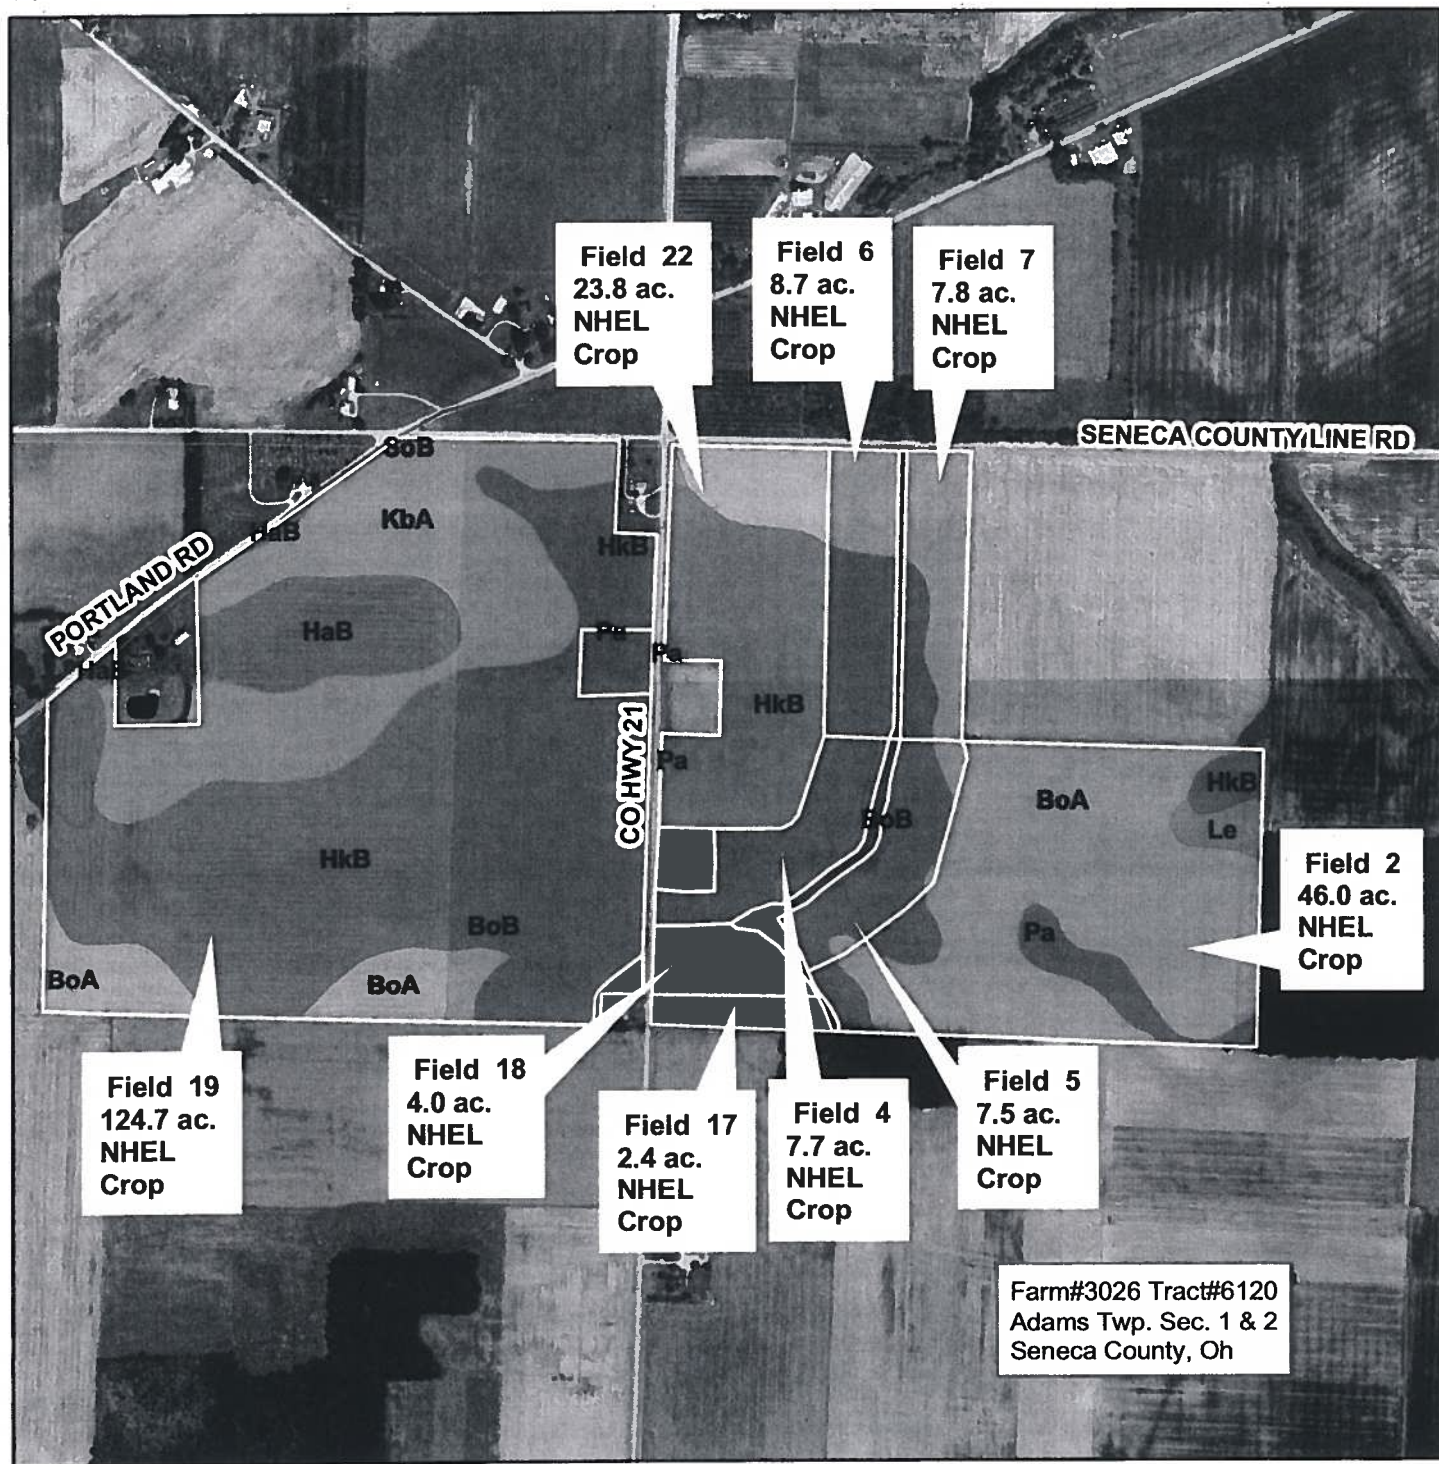 Field 22
23.8 ac.
NHEL
Crop
Field 6
8.7 ac.
NHEL
Crop
Field 7
7.8 ac.
NHEL
Crop
SENECA COUNTY LINE RD
SoB
KbA
HaB
HkB
PORTLAND RD
HaB
Pa
Pa
HaB
HkB
CO HWY 21
Pa
BoA
HkB
BoB
Le
HkB
Field 2
46.0 ac.
NHEL
Crop
BoB
Pa
BoA
BoA
Field 19
124.7 ac.
NHEL
Crop
Field 18
4.0 ac.
NHEL
Crop
Field 17
2.4 ac.
NHEL
Crop
Field 4
7.7 ac.
NHEL
Crop
Field 5
7.5 ac.
NHEL
Crop
Farm#3026 Tract#6120
Adams Twp. Sec. 1 & 2
Seneca County, Oh